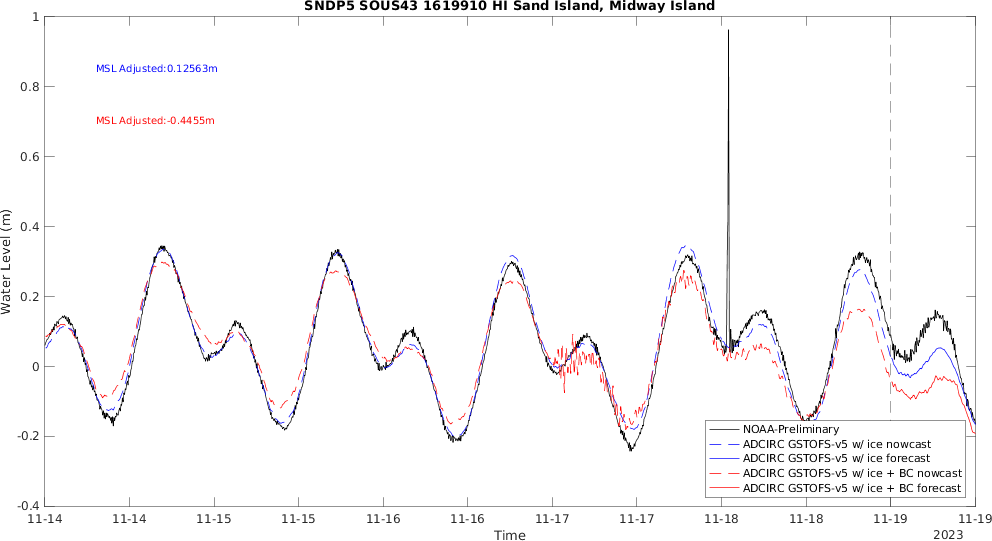 SNDP5 SOUS43 1619910 HI Sand Island, Midway Island
Water Level (m)
1
0.8
0.6
0.4
0.2
0
-0.2
-0.4
MSL Adjusted:0.12563m
MSL Adjusted:-0.4455m
NOAA-Preliminary
ADCIRC GSTOFS-v5 w/ ice nowcast
ADCIRC GSTOFS-v5 w/ ice forecast
ADCIRC GSTOFS-v5 w/ ice + BC nowcast
ADCIRC GSTOFS-v5 w/ ice + BC forecast
11-14 11-14 11-15 11-15 11-16 11-16 11-17 11-17 11-18 11-18 11-19 11-19
Time
2023